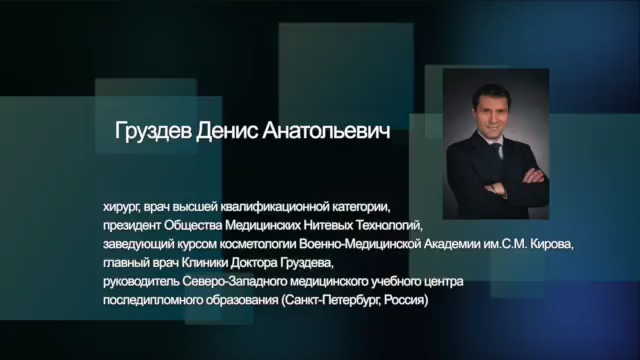 Груздев Денис Анатольевич
хирург, врач высшей квалификационной категории,
президент Общества Медицинских Нитевых Технологий,
заведующий курсом косметологии Военно-Медицинской Академии им.С.М. Кирова,
главный врач Клиники Доктора Груздева,
руководитель Северо-Западного медицинского учебного центра
последипломного образования (Санкт-Петербург, Россия)